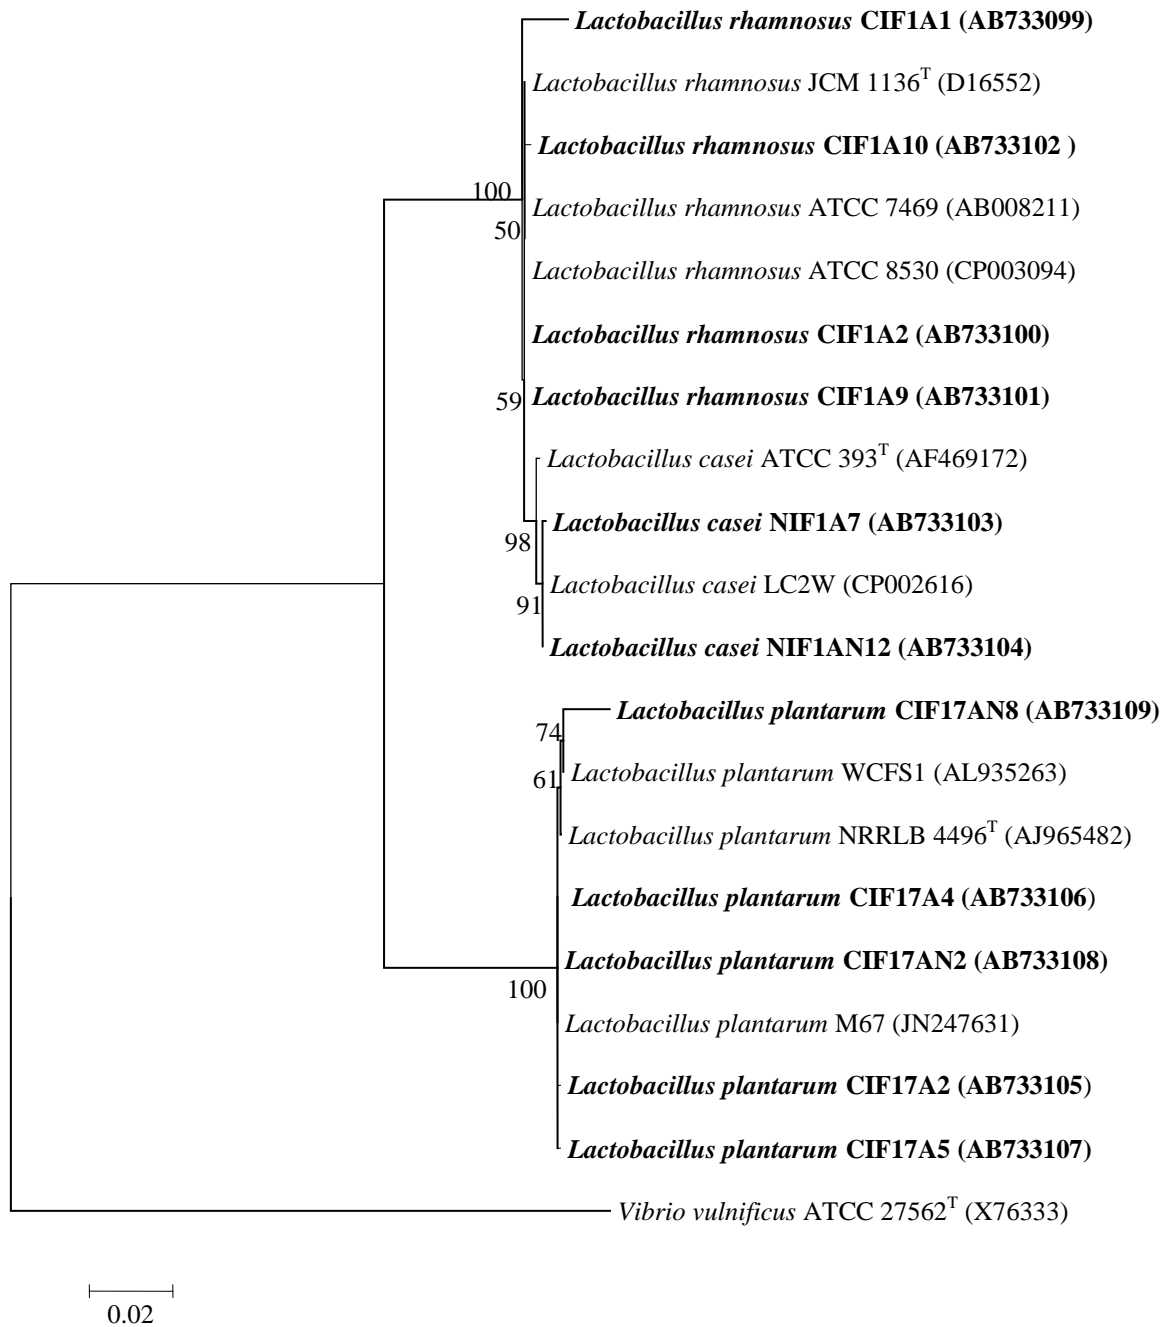 Lactobacillus rhamnosus CIF1A1 (AB733099)
Lactobacillus rhamnosus JCM 1136T (D16552)
Lactobacillus rhamnosus CIF1A10 (AB733102 )
100
Lactobacillus rhamnosus ATCC 7469 (AB008211)
50
Lactobacillus rhamnosus ATCC 8530 (CP003094)
Lactobacillus rhamnosus CIF1A2 (AB733100)
Lactobacillus rhamnosus CIF1A9 (AB733101)
59
Lactobacillus casei ATCC 393T (AF469172)
Lactobacillus casei NIF1A7 (AB733103)
98
Lactobacillus casei LC2W (CP002616)
91
Lactobacillus casei NIF1AN12 (AB733104)
Lactobacillus plantarum CIF17AN8 (AB733109)
74
Lactobacillus plantarum WCFS1 (AL935263)
61
Lactobacillus plantarum NRRLB 4496T (AJ965482)
Lactobacillus plantarum CIF17A4 (AB733106)
Lactobacillus plantarum CIF17AN2 (AB733108)
100
Lactobacillus plantarum M67 (JN247631)
Lactobacillus plantarum CIF17A2 (AB733105)
Lactobacillus plantarum CIF17A5 (AB733107)
Vibrio vulnificus ATCC 27562T (X76333)
0.02